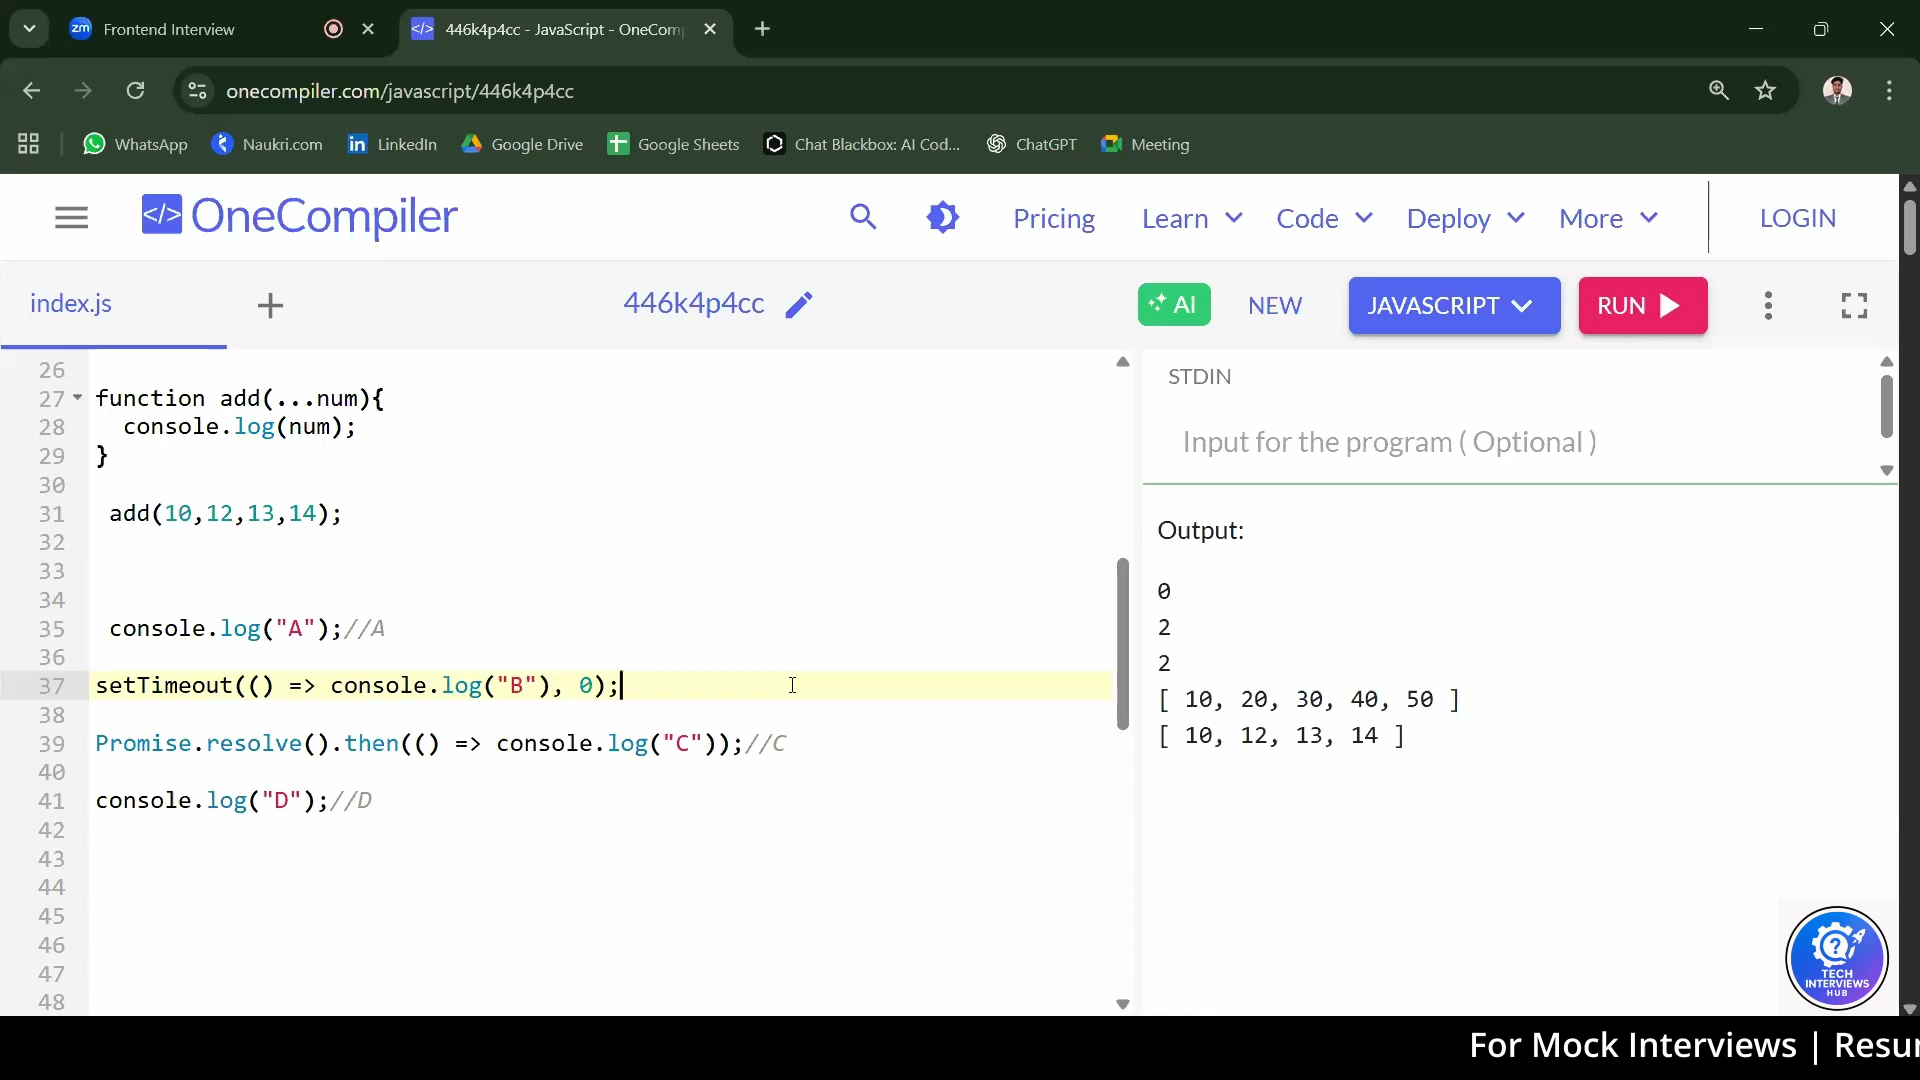 zm Frontend Interview
</> 446k4p4cc - JavaScript - OneCom
onecompiler.com/javascript/446k4p4cc
WhatsApp Naukri.com in LinkedIn Google Drive Google Sheets Chat Blackbox: AI Cod... ChatGPT Meeting
</> OneCompiler Pricing Learn Code Deploy More LOGIN
index.js + 446k4p4cc AI NEW JAVASCRIPT RUN
26
27 function add(...num){
28 console.log(num);
29 }
30
31 add(10,12,13,14);
32
33
34
35 console.log("A");//A
36
37 setTimeout(() => console.log("B"), 0);
38
39 Promise.resolve().then(() => console.log("C"));//C
40
41 console.log("D");//D
42
43
44
45
46
47
48
STDIN
Input for the program ( Optional )
Output:
0
2
2
[ 10, 20, 30, 40, 50 ]
[ 10, 12, 13, 14 ]
?
TECH
INTERVIEWS
HUB
For Mock Interviews | Resu